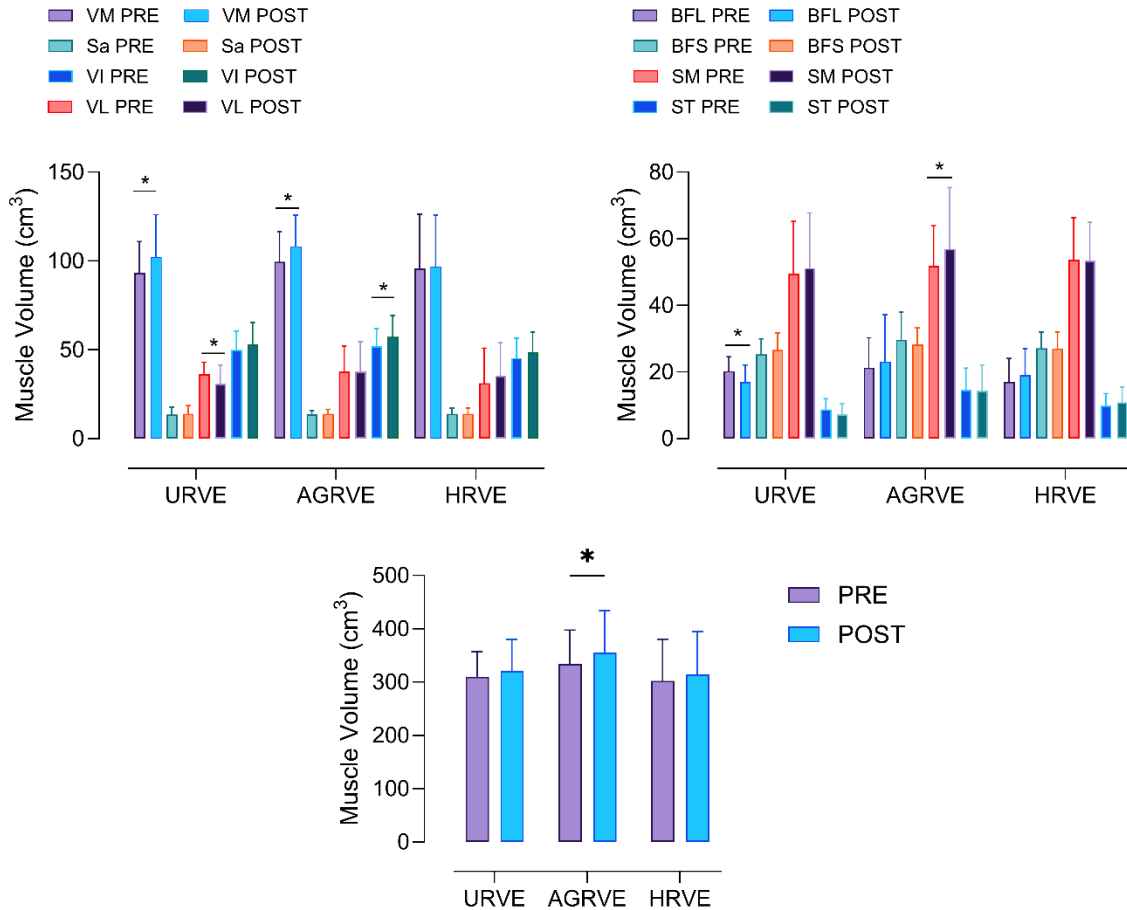 VM PRE VM POST
Sa PRE Sa POST
VI PRE VI POST
VL PRE VL POST
Muscle Volume (cm³)
150
100
50
0
*
*
*
*
URVE AGRVE HRVE
BFL PRE BFL POST
BFS PRE BFS POST
SM PRE SM POST
ST PRE ST POST
Muscle Volume (cm³)
80
60
40
20
0
*
*
URVE AGRVE HRVE
Muscle Volume (cm³)
500
400
300
200
100
0
*
PRE
POST
URVE AGRVE HRVE